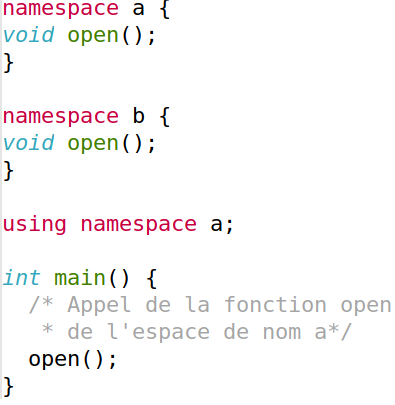 namespace a {
void open();
}
namespace b {
void open();
}
using namespace a;
int main() {
/* Appel de la fonction open
* de l'espace de nom a*/
open();
}